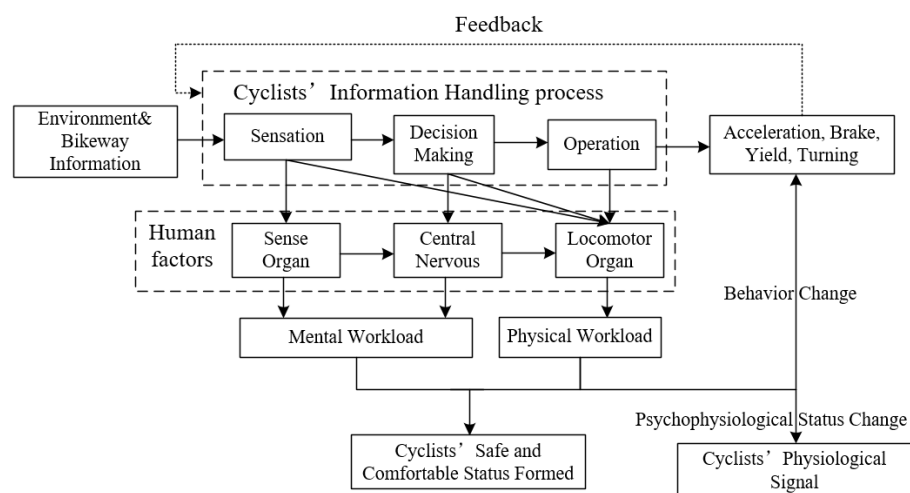 Feedback
Cyclists’ Information Handling process
Environment&
Bikeway
Information
Sensation
Decision
Making
Operation
Acceleration, Brake,
Yield, Turning
Human
factors
Sense
Organ
Central
Nervous
Locomotor
Organ
Behavior Change
Mental Workload
Physical Workload
Psychophysiological Status Change
Cyclists’ Safe and
Comfortable Status Formed
Cyclists’ Physiological
Signal